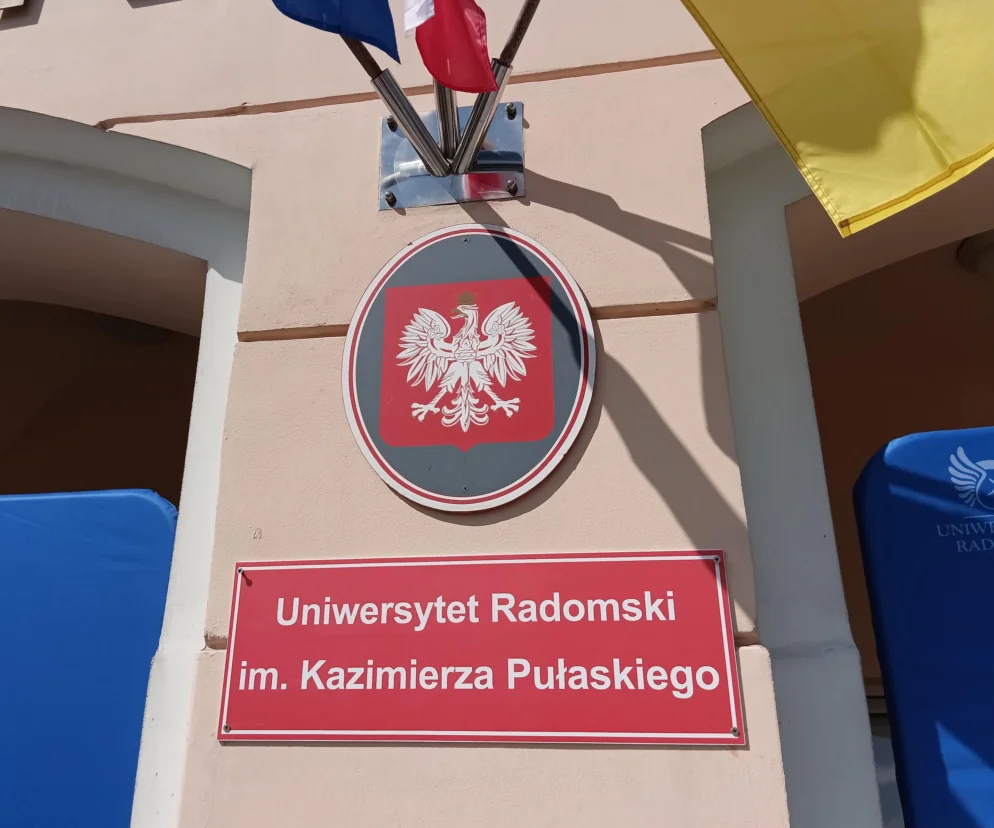 Uniwersytet Radomski
im. Kazimierza Pułaskiego